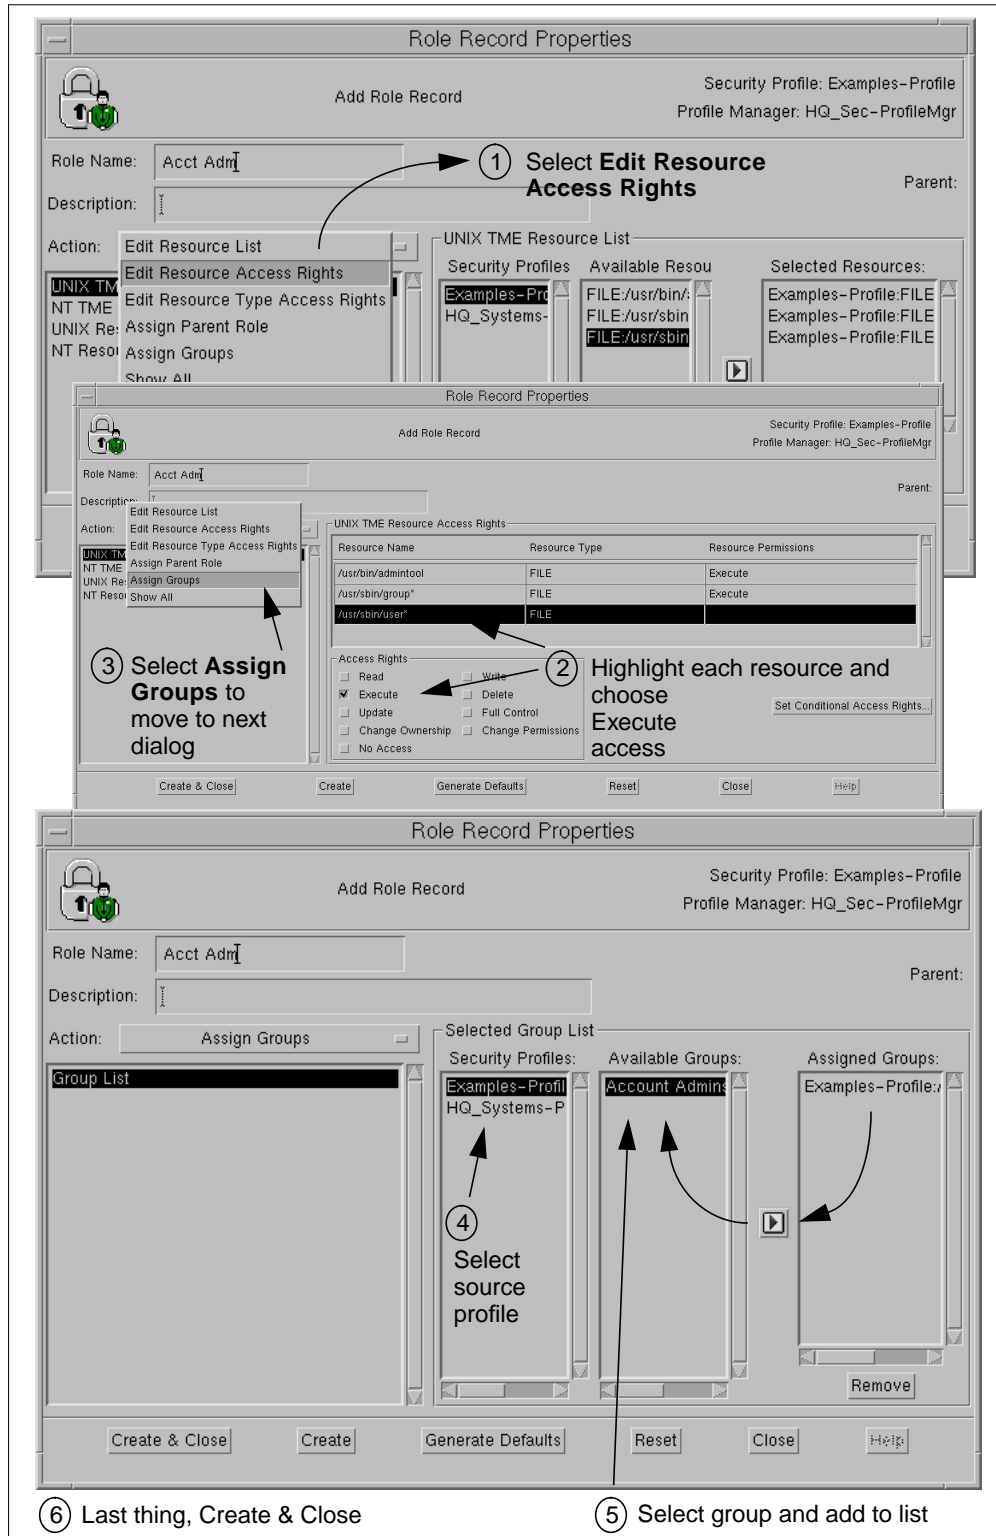 Role Record Properties
Add Role Record
Security Profile: Examples-Profile
Profile Manager: HQ_Sec-ProfileMgr
Role Name: Acct Adm
1 Select Edit Resource
Access Rights
Parent:
Description:
Action:
Edit Resource List
Edit Resource Access Rights
Edit Resource Type Access Rights
Assign Parent Role
Assign Groups
Show All
UNIX TM
NT TME
UNIX Re
NT Resou
UNIX TME Resource List
Security Profiles
Available Resou
Selected Resources:
Examples-Pro
HQ_Systems-
FILE:/usr/bin/
FILE:/usr/sbin
FILE:/usr/sbin
Examples-Profile:FILE
Examples-Profile:FILE
Examples-Profile:FILE
Role Record Properties
Add Role Record
Security Profile: Examples-Profile
Profile Manager: HQ_Sec-ProfileMgr
Role Name: Acct Adm
Parent:
Description:
Action:
Edit Resource List
Edit Resource Access Rights
Edit Resource Type Access Rights
Assign Parent Role
Assign Groups
Show All
UNIX TM
NT TME
UNIX Re
NT Resou
UNIX TME Resource Access Rights
Resource Name Resource Type Resource Permissions
/usr/bin/admintool FILE Execute
/usr/sbin/group* FILE Execute
/usr/sbin/user* FILE
3 Select Assign
Groups to
move to next
dialog
Access Rights
Read Write
Execute Delete
Update Full Control
Change Ownership Change Permissions
No Access
2 Highlight each resource and
choose
Execute
access
Set Conditional Access Rights...
Create & Close Create Generate Defaults Reset Close Help
Role Record Properties
Add Role Record
Security Profile: Examples-Profile
Profile Manager: HQ_Sec-ProfileMgr
Role Name: Acct Adm
Parent:
Description:
Action: Assign Groups
Group List
Selected Group List
Security Profiles: Available Groups: Assigned Groups:
Examples-Profil Account Admins Examples-Profile:
HQ_Systems-P
4
Select
source
profile
Remove
Create & Close Create Generate Defaults Reset Close Help
6 Last thing, Create & Close
5 Select group and add to list